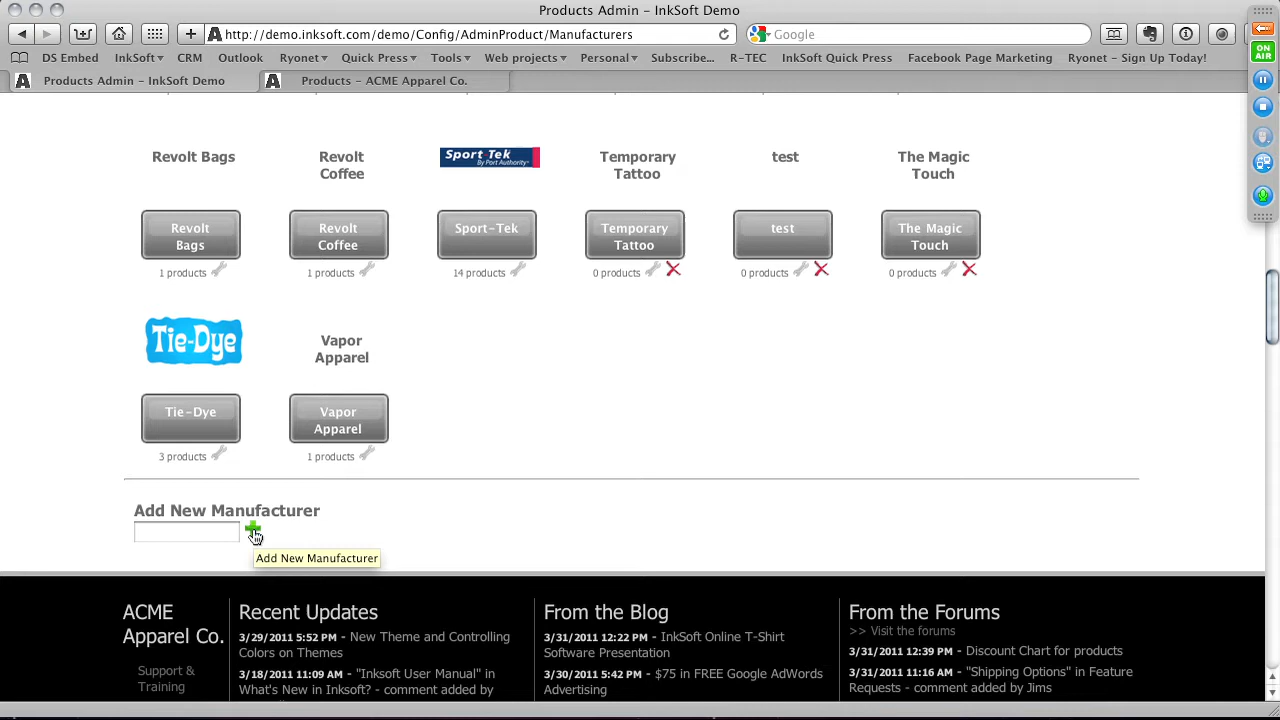 Products Admin - InkSoft Demo
http://demo.inksoft.com/demo/Config/AdminProduct/Manufacturers
Google
DS Embed InkSoft CRM Outlook Ryonet Quick Press Tools Web projects Personal Subscribe... R-TEC InkSoft Quick Press Facebook Page Marketing Ryonet - Sign Up Today!
Products Admin - InkSoft Demo Products - ACME Apparel Co.
ON AIR
Revolt Bags
Revolt
Coffee
Sport-Tek
By Port Authority
Temporary
Tattoo
test
The Magic
Touch
Revolt
Bags
Revolt
Coffee
Sport-Tek
Temporary
Tattoo
test
The Magic
Touch
1 products 1 products 14 products 0 products 0 products 0 products
Tie-Dye
Vapor
Apparel
Tie-Dye
Vapor
Apparel
3 products 1 products
Add New Manufacturer
Add New Manufacturer
ACME
Apparel Co.
Support &
Training
Recent Updates
3/29/2011 5:52 PM - New Theme and Controlling
Colors on Themes
3/18/2011 11:09 AM - "Inksoft User Manual" in
What's New in Inksoft? - comment added by
From the Blog
3/31/2011 12:22 PM - InkSoft Online T-Shirt
Software Presentation
3/30/2011 5:42 PM - $75 in FREE Google AdWords
Advertising
From the Forums
>> Visit the forums
3/31/2011 12:39 PM - Discount Chart for products
3/31/2011 11:16 AM - "Shipping Options" in Feature
Requests - comment added by Jims